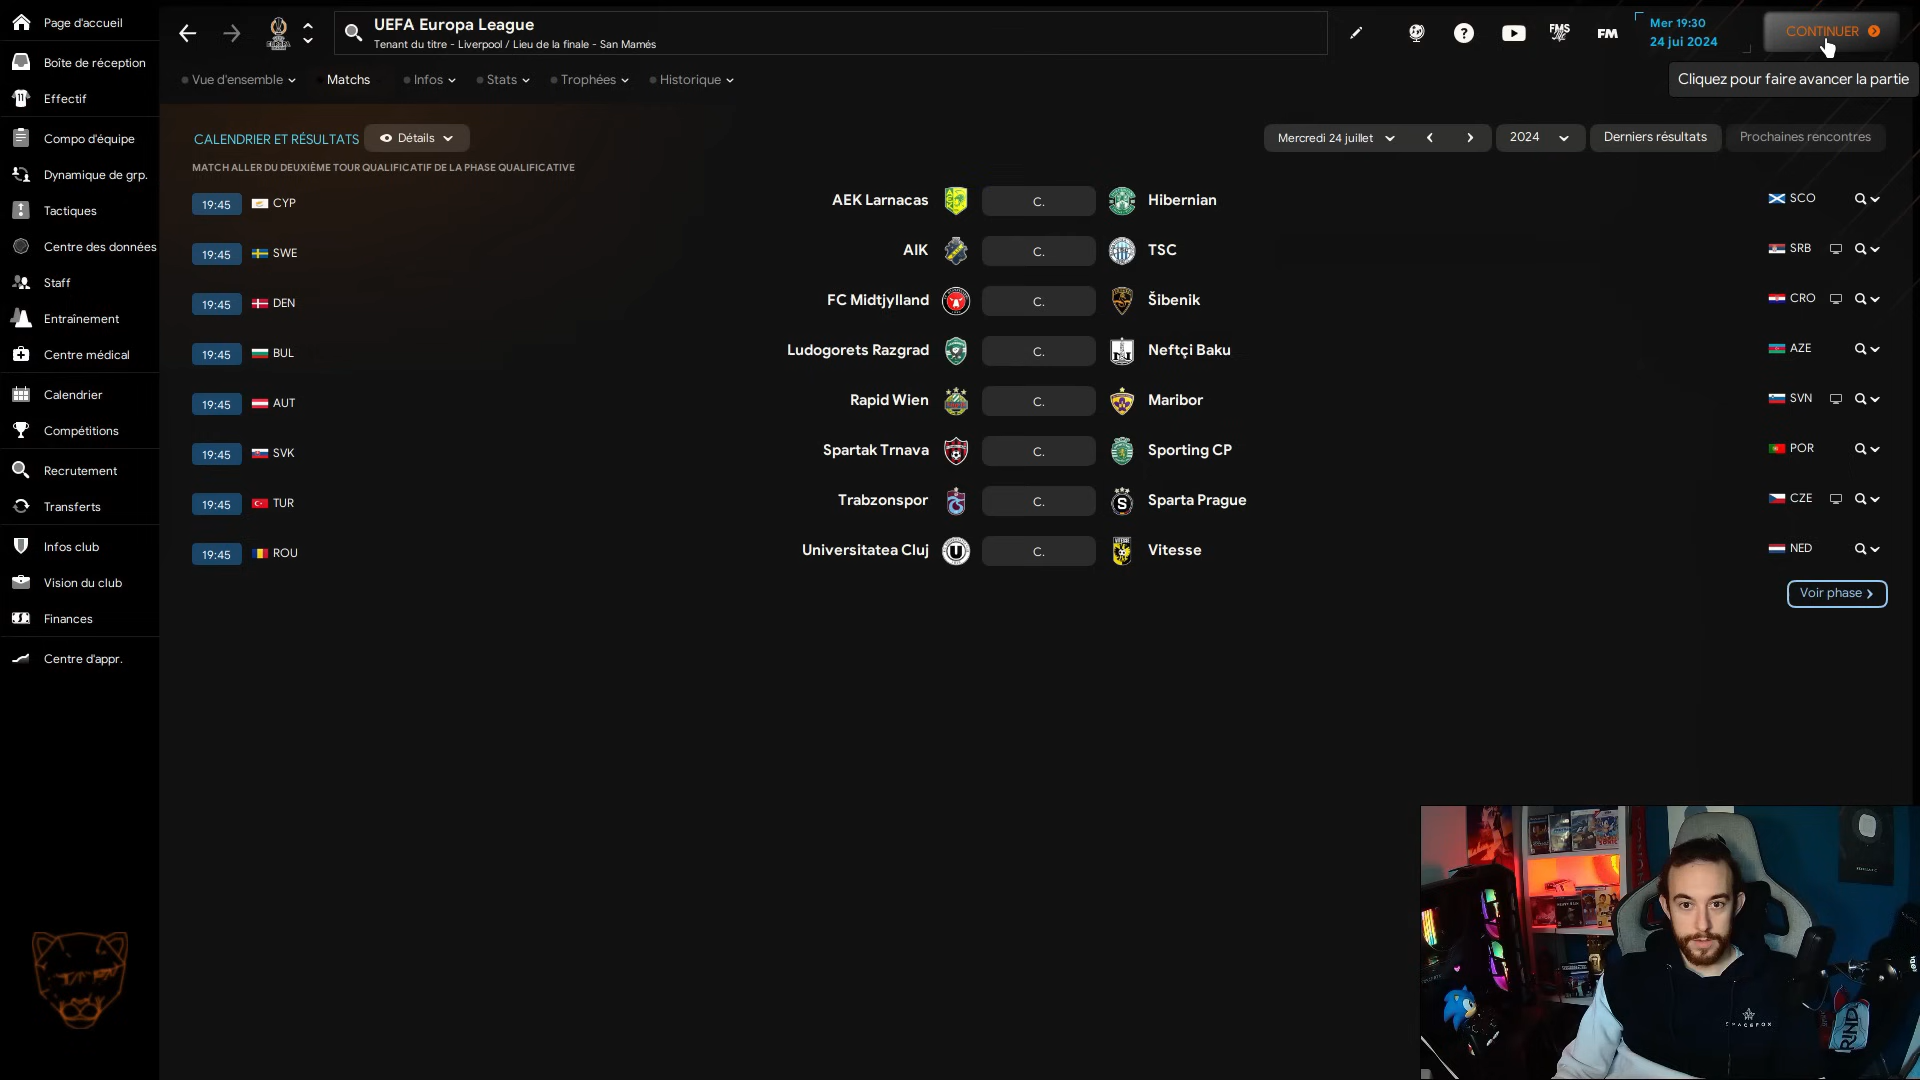 Page d'accueil
Boîte de réception
Effectif
Compo d'équipe
Dynamique de grp.
Tactiques
Centre des données
Staff
Entraînement
Centre médical
Calendrier
Compétitions
Recrutement
Transferts
Infos club
Vision du club
Finances
Centre d'appr.
UEFA Europa League
Tenant du titre - Liverpool / Lieu de la finale - San Mamés
FMS
FM
Mer 19:30
24 jui 2024
CONTINUER
Cliquez pour faire avancer la partie
Vue d'ensemble
Matchs
Infos
Stats
Trophées
Historique
CALENDRIER ET RÉSULTATS
Détails
Mercredi 24 juillet
2024
Derniers résultats
Prochaines rencontres
MATCH ALLER DU DEUXIÈME TOUR QUALIFICATIF DE LA PHASE QUALIFICATIVE
19:45 CYP AEK Larnacas C. Hibernian SCO
19:45 SWE AIK C. TSC SRB
19:45 DEN FC Midtjylland C. Šibenik CRO
19:45 BUL Ludogorets Razgrad C. Neftçi Baku AZE
19:45 AUT Rapid Wien C. Maribor SVN
19:45 SVK Spartak Trnava C. Sporting CP POR
19:45 TUR Trabzonspor C. Sparta Prague CZE
19:45 ROU Universitatea Cluj C. Vitesse NED
Voir phase
SPACEFOX